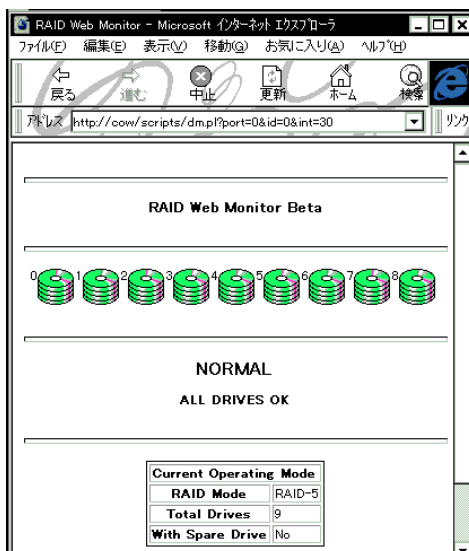 RAID Web Monitor - Microsoft インターネット エクスプローラ
ファイル(F) 編集(E) 表示(V) 移動(G) お気に入り(A) ヘルプ(H)
戻る 進む 中止 更新 ホーム 検索
アドレス http://cow/scripts/dm.pl?port=0&id=0&int=30 リンク
RAID Web Monitor Beta
0 1 2 3 4 5 6 7 8
NORMAL
ALL DRIVES OK
Current Operating Mode
RAID Mode RAID-5
Total Drives 9
With Spare Drive No